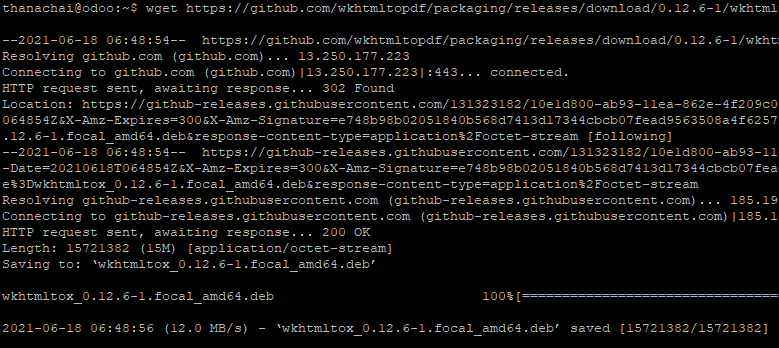 thanachai@odoo:~$ wget https://github.com/wkhtmltopdf/packaging/releases/download/0.12.6-1/wkhtml
--2021-06-18 06:48:54--  https://github.com/wkhtmltopdf/packaging/releases/download/0.12.6-1/wkht
Resolving github.com (github.com)... 13.250.177.223
Connecting to github.com (github.com)|13.250.177.223|:443... connected.
HTTP request sent, awaiting response... 302 Found
Location: https://github-releases.githubusercontent.com/131323182/10e1d800-ab93-11ea-862e-4f209c0
064854Z&X-Amz-Expires=300&X-Amz-Signature=e748b98b02051840b568d7413d17344cbcb07fead9563508a4f6257
.12.6-1.focal_amd64.deb&response-content-type=application%2Foctet-stream [following]
--2021-06-18 06:48:54--  https://github-releases.githubusercontent.com/131323182/10e1d800-ab93-11
-Date=20210618T064854Z&X-Amz-Expires=300&X-Amz-Signature=e748b98b02051840b568d7413d17344cbcb07fea
e%3Dwkhtmltox_0.12.6-1.focal_amd64.deb&response-content-type=application%2Foctet-stream
Resolving github-releases.githubusercontent.com (github-releases.githubusercontent.com)... 185.19
Connecting to github-releases.githubusercontent.com (github-releases.githubusercontent.com)|185.1
HTTP request sent, awaiting response... 200 OK
Length: 15721382 (15M) [application/octet-stream]
Saving to: ‘wkhtmltox_0.12.6-1.focal_amd64.deb’
wkhtmltox_0.12.6-1.focal_amd64.deb 100%[==================================
2021-06-18 06:48:56 (12.0 MB/s) - ‘wkhtmltox_0.12.6-1.focal_amd64.deb’ saved [15721382/15721382]